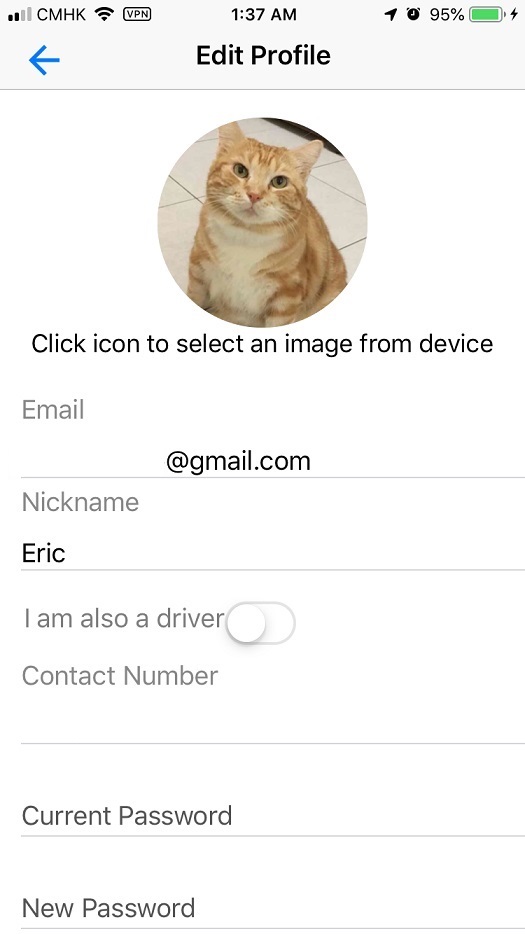 CMHK VPN 1:37 AM 95%
Edit Profile
Click icon to select an image from device
Email
@gmail.com
Nickname
Eric
I am also a driver
Contact Number
Current Password
New Password